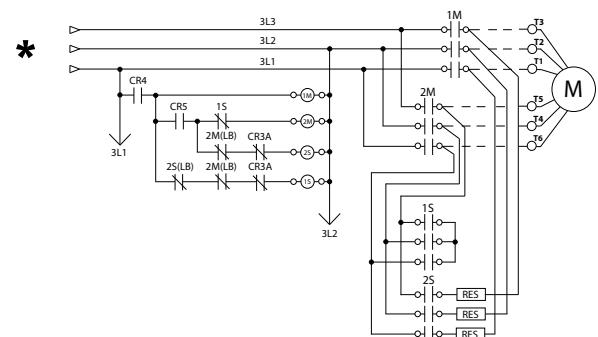 *
3L3
3L2
3L1
1M
T3
T2
T1
M
CR4
1M
CR5
1S
2M
2M
T5
T4
T6
2M(LB)
CR3A
2S
2S(LB)
2M(LB)
CR3A
1S
3L1
3L2
1S
2S
RES
RES
RES